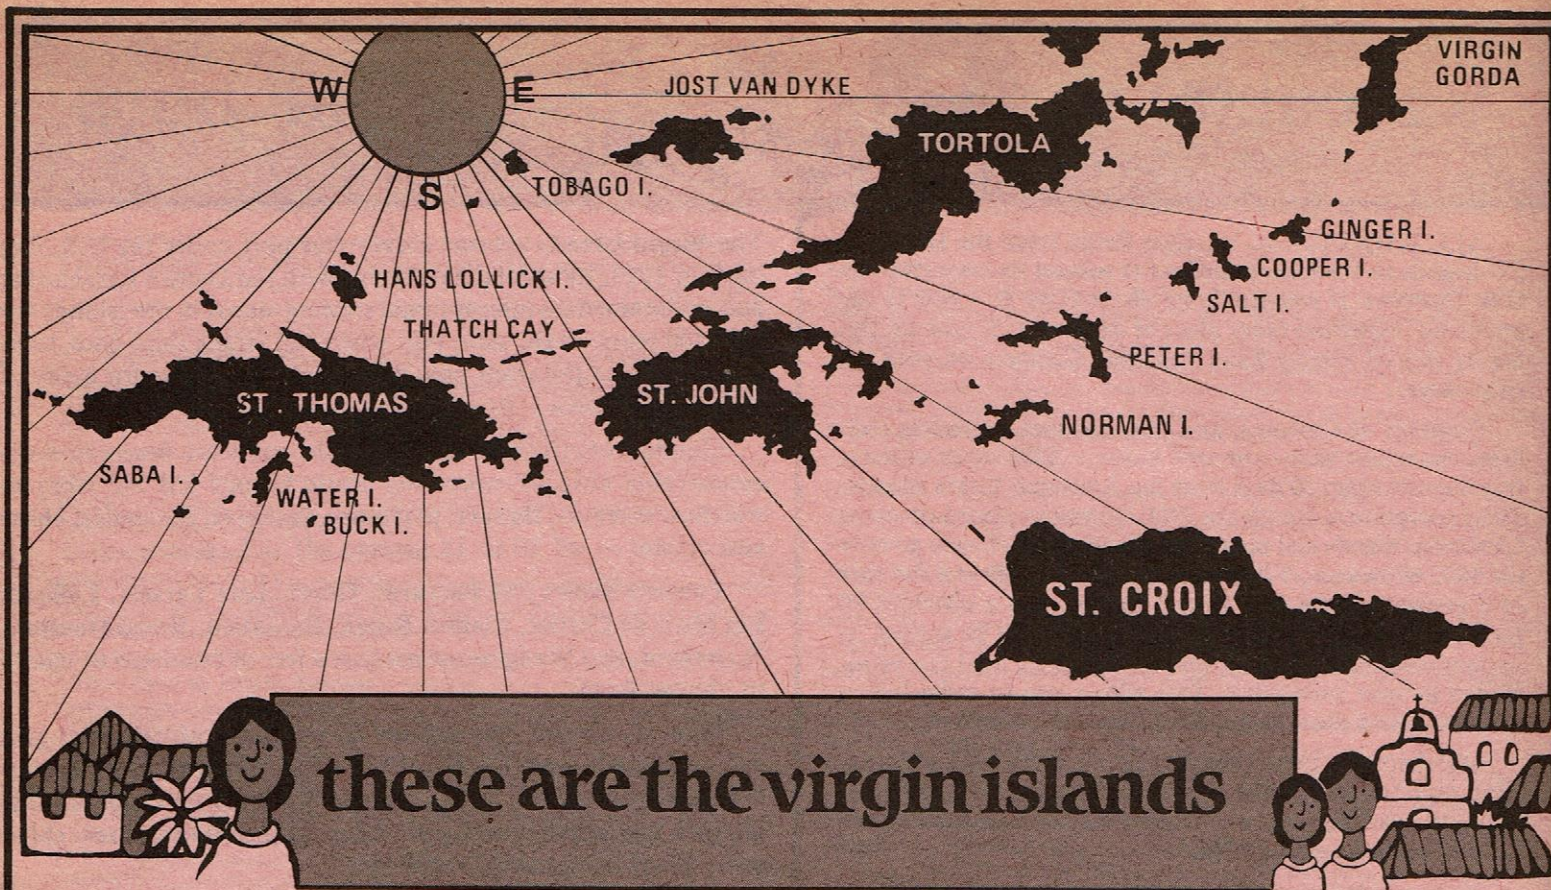 VIRGIN
GORDA
W
E
JOST VAN DYKE
TORTOLA
TOBAGO I.
S
GINGER I.
COOPER I.
HANS LOLLICK I.
SALT I.
THATCH CAY
PETER I.
ST. THOMAS
ST. JOHN
NORMAN I.
SABA I.
WATER I.
BUCK I.
ST. CROIX
these are the virgin islands